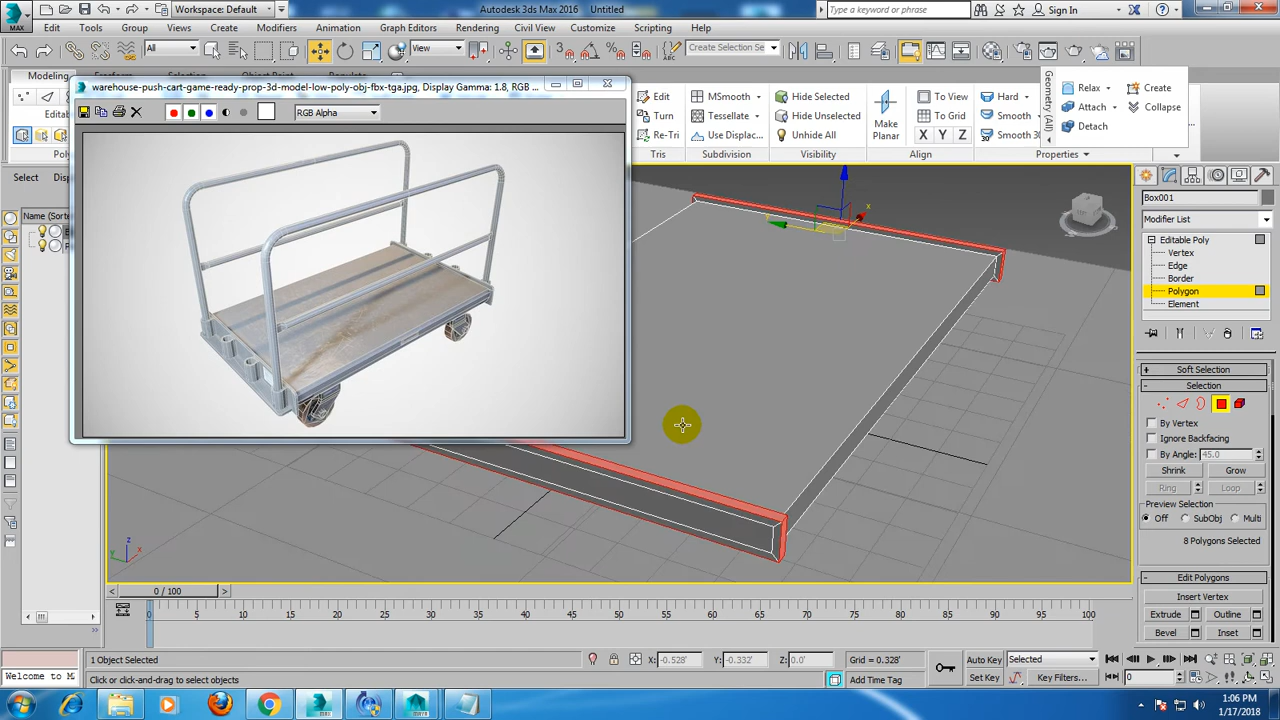 Workspace: Default
Autodesk 3ds Max 2016
Untitled
Type a keyword or phrase
Sign In
MAX
Edit
Tools
Group
Views
Create
Modifiers
Animation
Graph Editors
Rendering
Civil View
Customize
Scripting
Help
All
View
Create Selection Se
Modeling
warehouse-push-cart-game-ready-prop-3d-model-low-poly-obj-fbx-tga.jpg, Display Gamma: 1.8, RGB ...
RGB Alpha
Edit
Turn
Re-Tri
Tris
MSmooth
Tessellate
Use Displac...
Subdivision
Hide Selected
Hide Unselected
Unhide All
Visibility
Make
Planar
To View
To Grid
X Y Z
Align
Hard
Smooth
Smooth 30
Properties
Geometry (All)
Relax
Create
Attach
Collapse
Detach
Select
Name (Sorte
Box001
Modifier List
Editable Poly
Vertex
Edge
Border
Polygon
Element
Soft Selection
Selection
By Vertex
Ignore Backfacing
By Angle:
45.0
Shrink
Grow
Ring
Loop
Preview Selection
Off
SubObj
Multi
8 Polygons Selected
Edit Polygons
Insert Vertex
Extrude
Outline
Bevel
Inset
0 / 100
0 5 10 15 20 25 30 35 40 45 50 55 60 65 70 75 80 85 90 95 100
1 Object Selected
X: -0.528'
Y: -0.332'
Z: 0.0'
Grid = 0.328'
Auto Key
Selected
Welcome to M
Click or click-and-drag to select objects
Add Time Tag
Set Key
Key Filters...
0
1:06 PM
1/17/2018